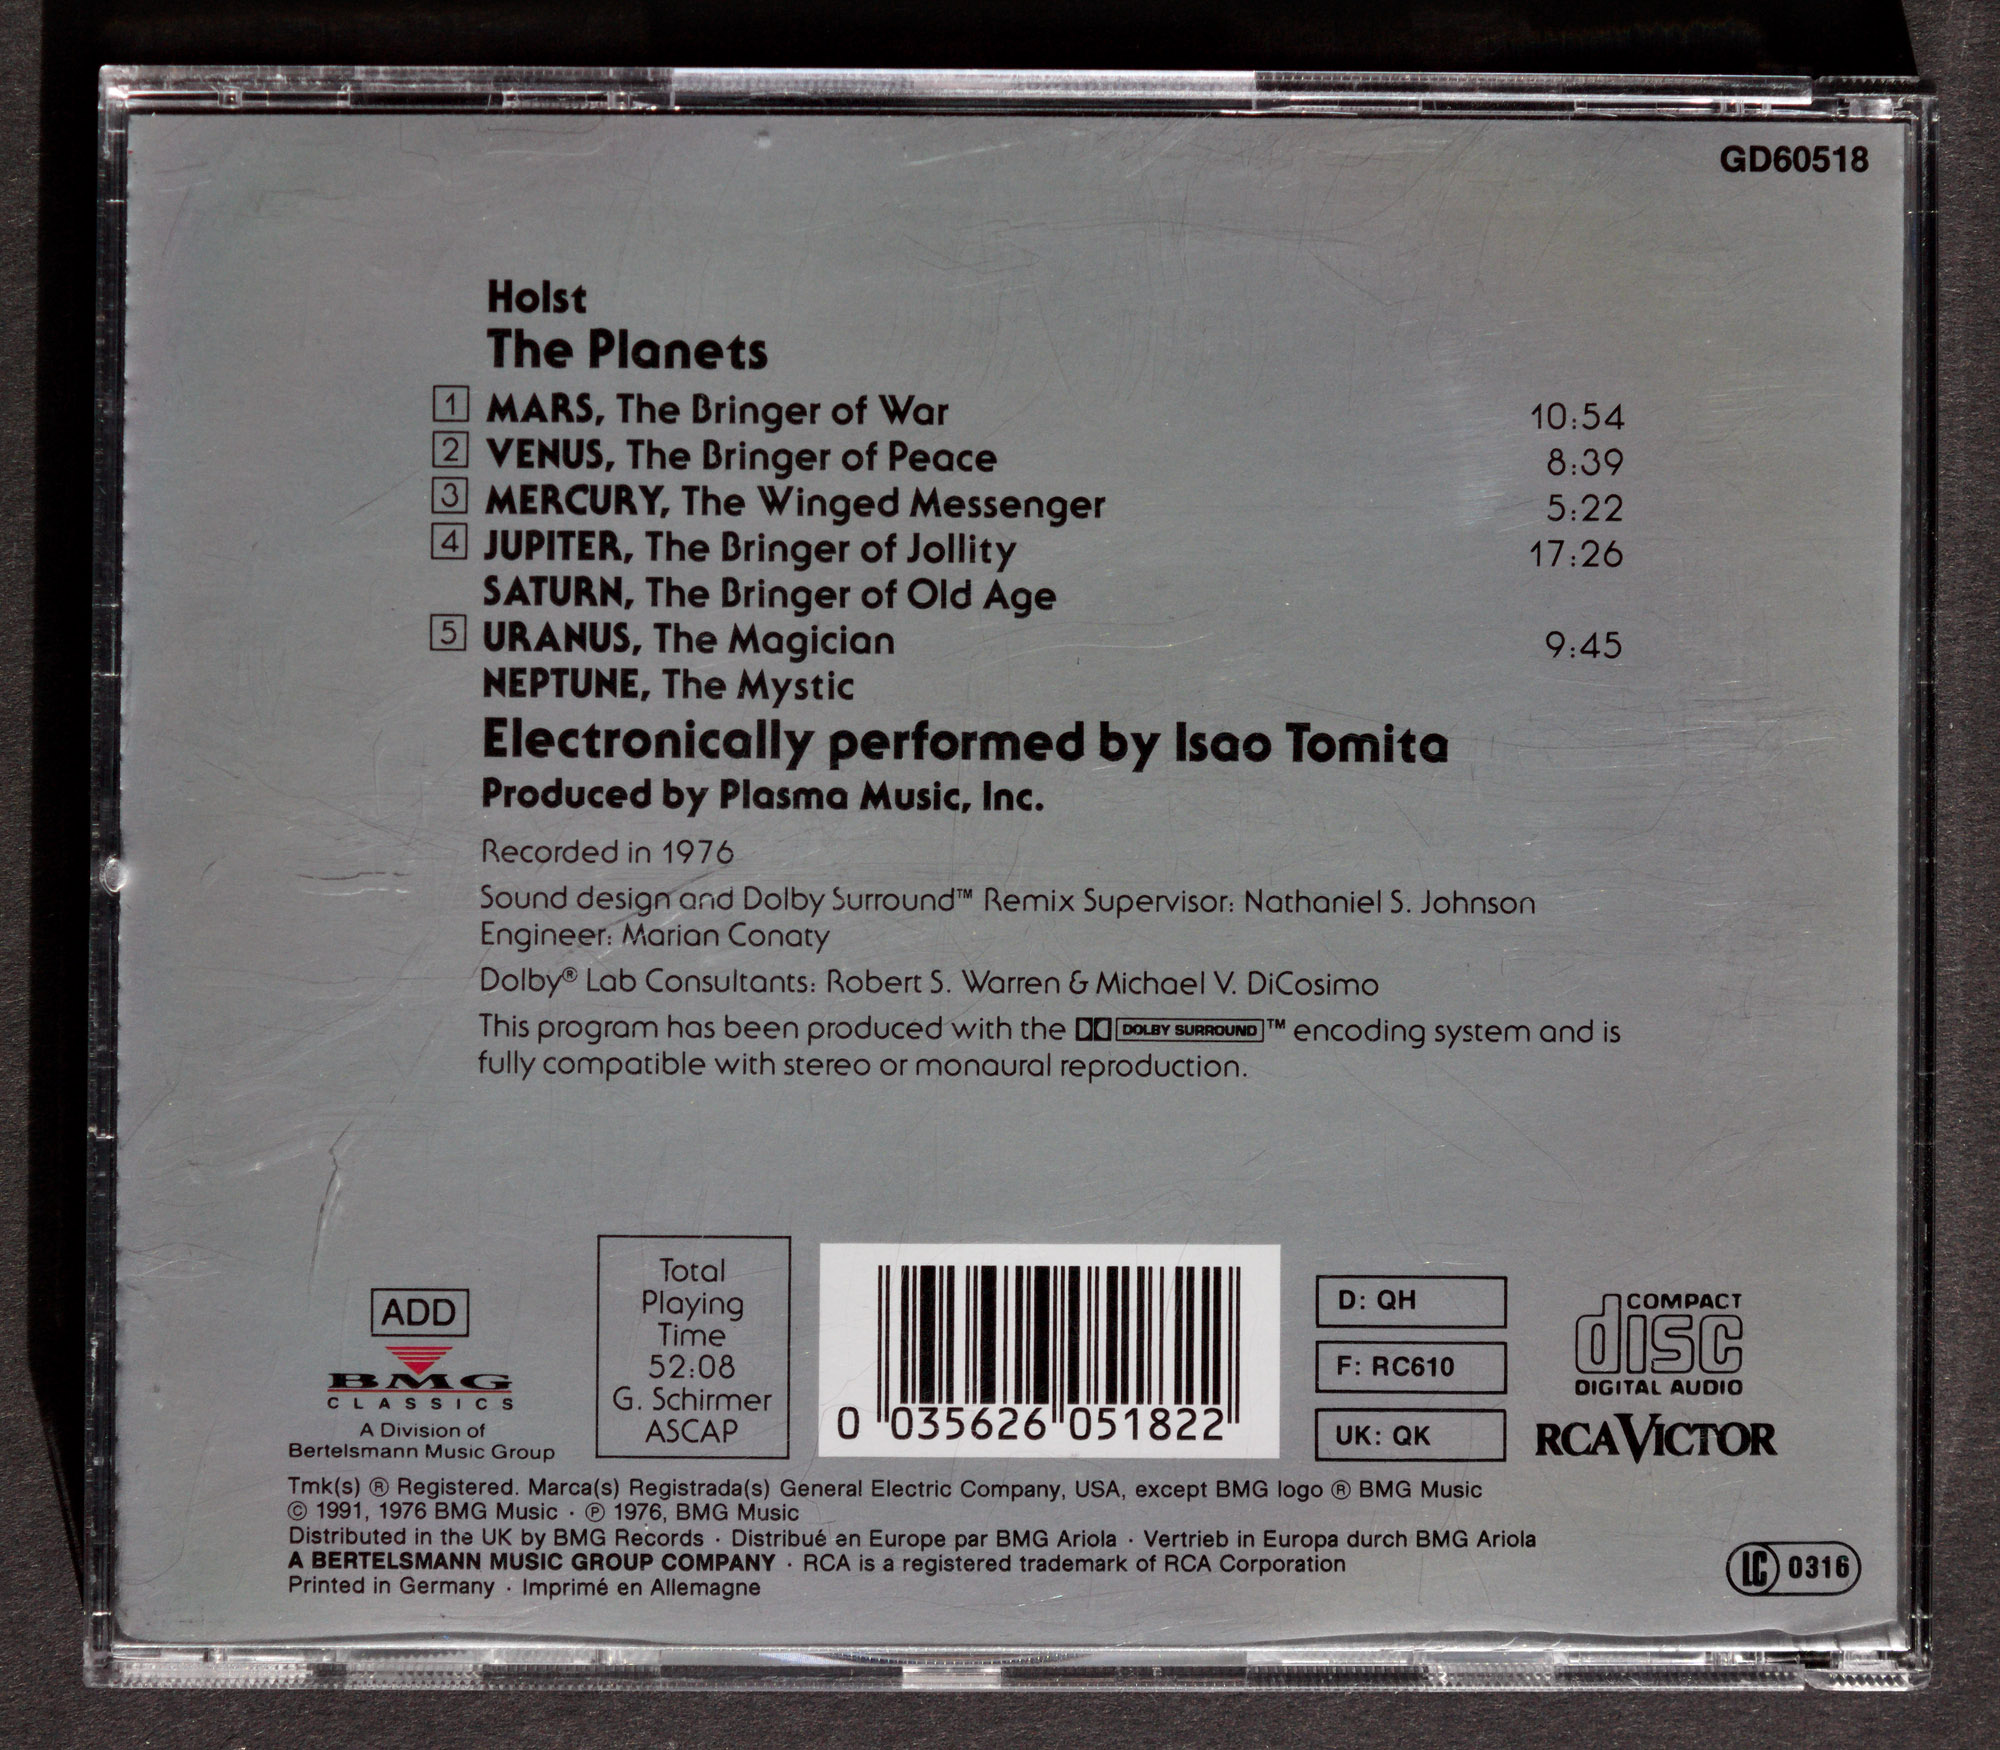 GD60518
Holst
The Planets
1 MARS, The Bringer of War 10:54
2 VENUS, The Bringer of Peace 8:39
3 MERCURY, The Winged Messenger 5:22
4 JUPITER, The Bringer of Jollity 17:26
SATURN, The Bringer of Old Age
5 URANUS, The Magician 9:45
NEPTUNE, The Mystic
Electronically performed by Isao Tomita
Produced by Plasma Music, Inc.
Recorded in 1976
Sound design and Dolby Surround™ Remix Supervisor: Nathaniel S. Johnson
Engineer: Marian Conaty
Dolby® Lab Consultants: Robert S. Warren & Michael V. DiCosimo
This program has been produced with the DOLBY SURROUND™ encoding system and is
fully compatible with stereo or monaural reproduction.
ADD
BMG
CLASSICS
A Division of
Bertelsmann Music Group
Total
Playing
Time
52:08
G. Schirmer
ASCAP
0 035626 051822
D: QH
F: RC610
UK: QK
COMPACT
disc
DIGITAL AUDIO
RCA VICTOR
Tmk(s) ® Registered. Marca(s) Registrada(s) General Electric Company, USA, except BMG logo ® BMG Music
© 1991, 1976 BMG Music · ℗ 1976, BMG Music
Distributed in the UK by BMG Records · Distribué en Europe par BMG Ariola · Vertrieb in Europa durch BMG Ariola
A BERTELSMANN MUSIC GROUP COMPANY · RCA is a registered trademark of RCA Corporation
Printed in Germany · Imprimé en Allemagne
LC 0316